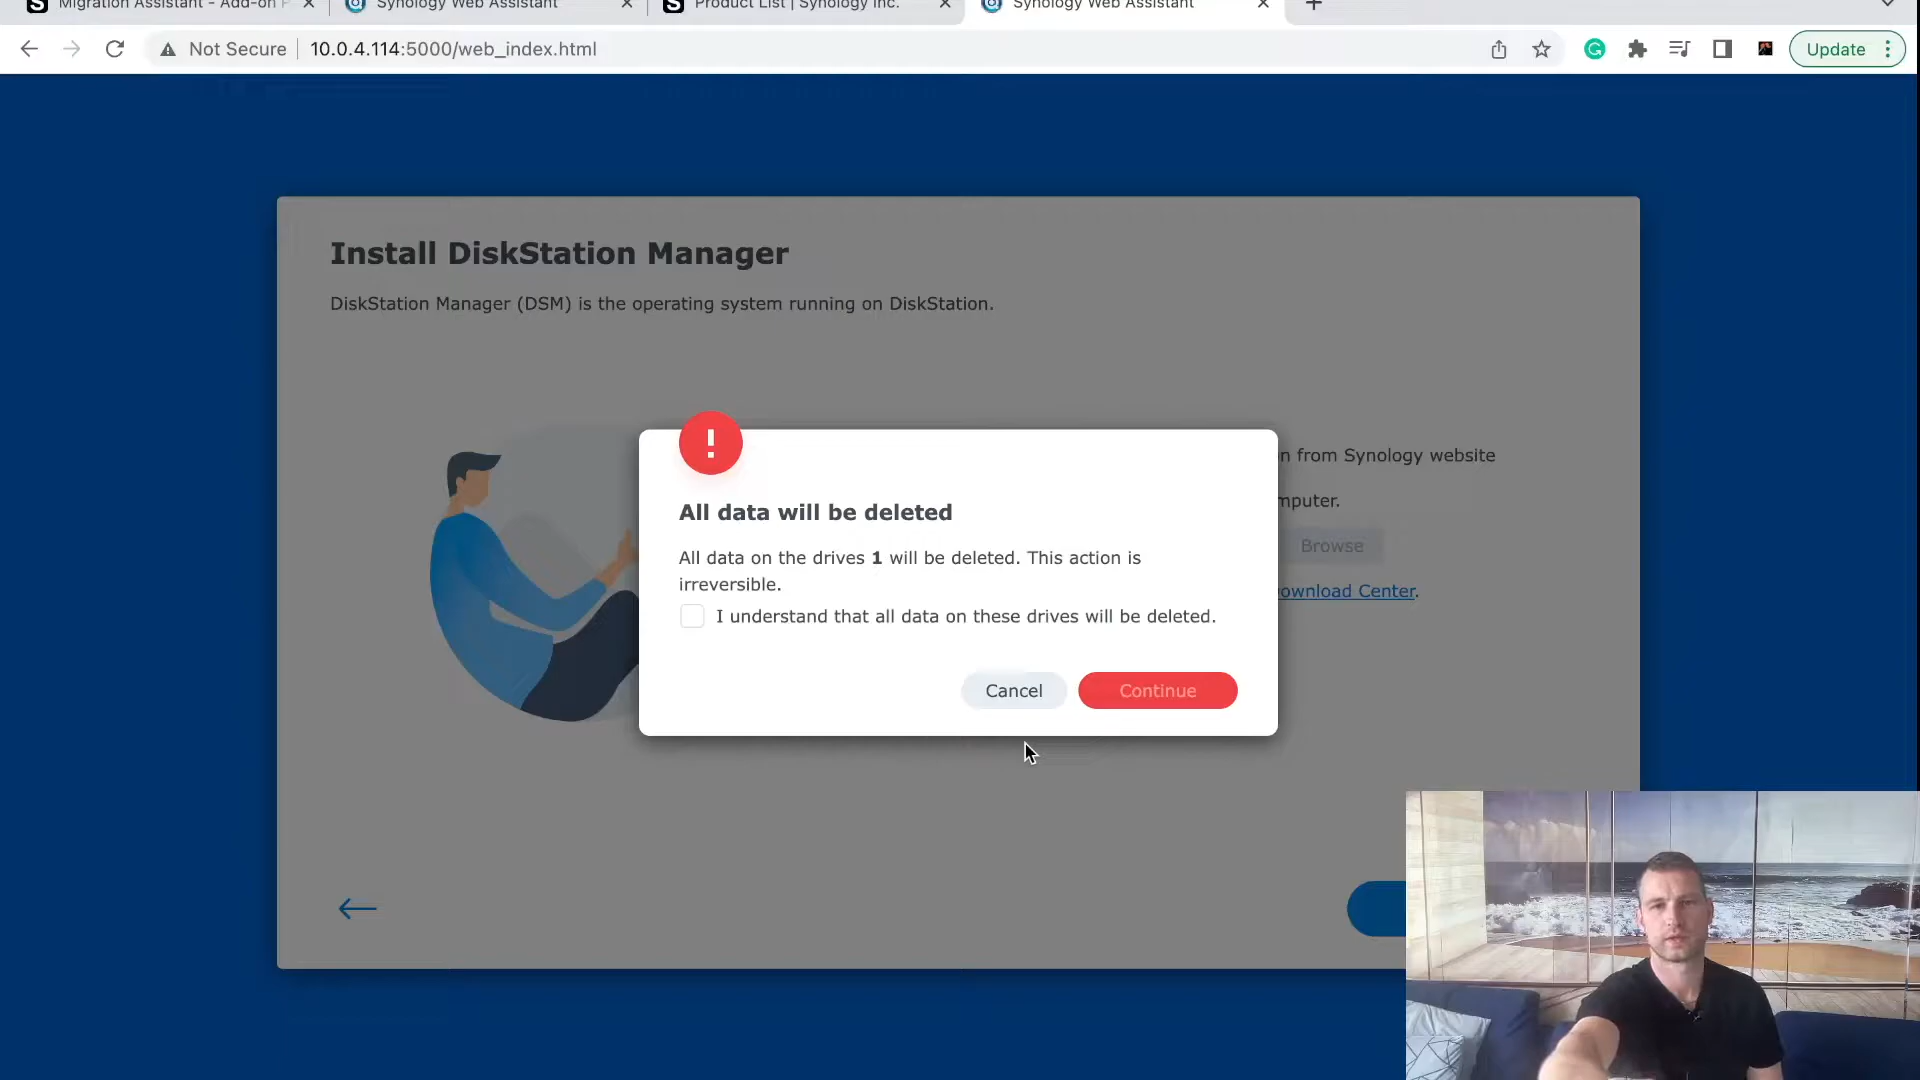 Migration Assistant - Add-on P
Synology Web Assistant
Product List | Synology Inc.
Synology Web Assistant
Not Secure
10.0.4.114:5000/web_index.html
Update
Install DiskStation Manager
DiskStation Manager (DSM) is the operating system running on DiskStation.
n from Synology website
mputer.
Browse
ownload Center.
!
All data will be deleted
All data on the drives 1 will be deleted. This action is
irreversible.
I understand that all data on these drives will be deleted.
Cancel
Continue